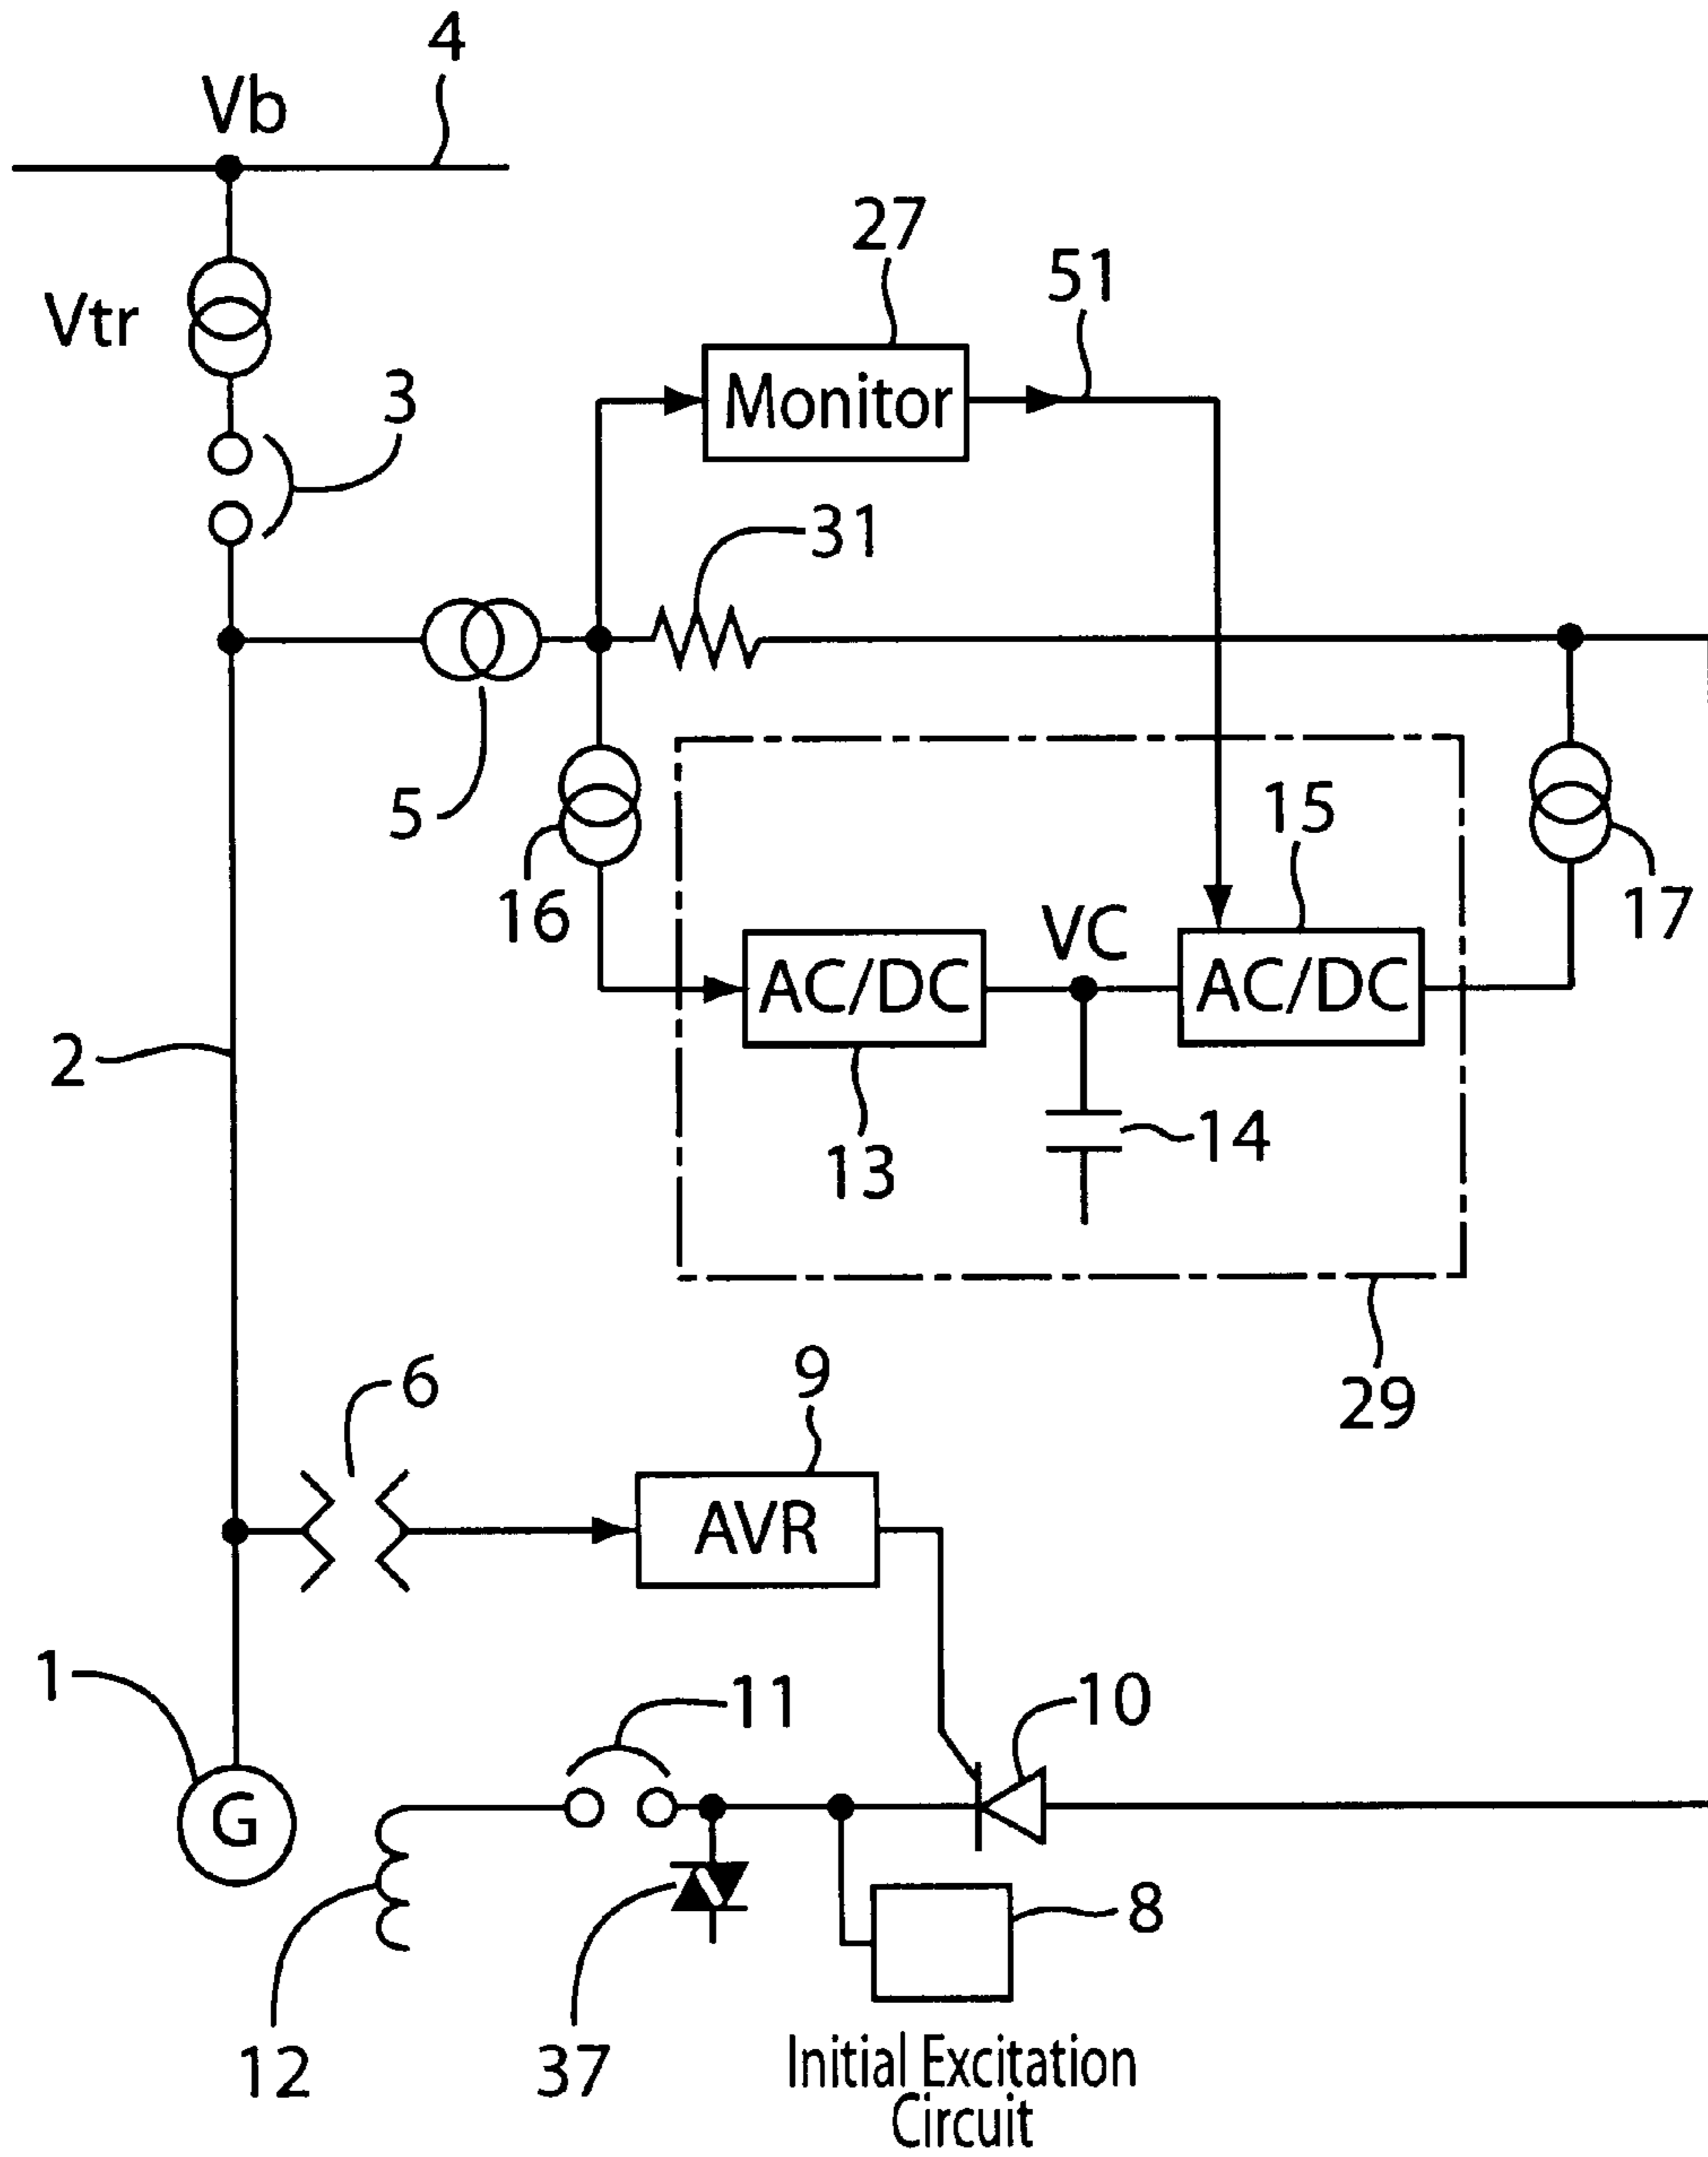 4
Vb
27
51
Vtr
3
Monitor
31
5
15
16
17
VC
AC/DC
AC/DC
2
14
13
6
9
29
AVR
1
11
10
G
8
12
37
Initial Excitation
Circuit